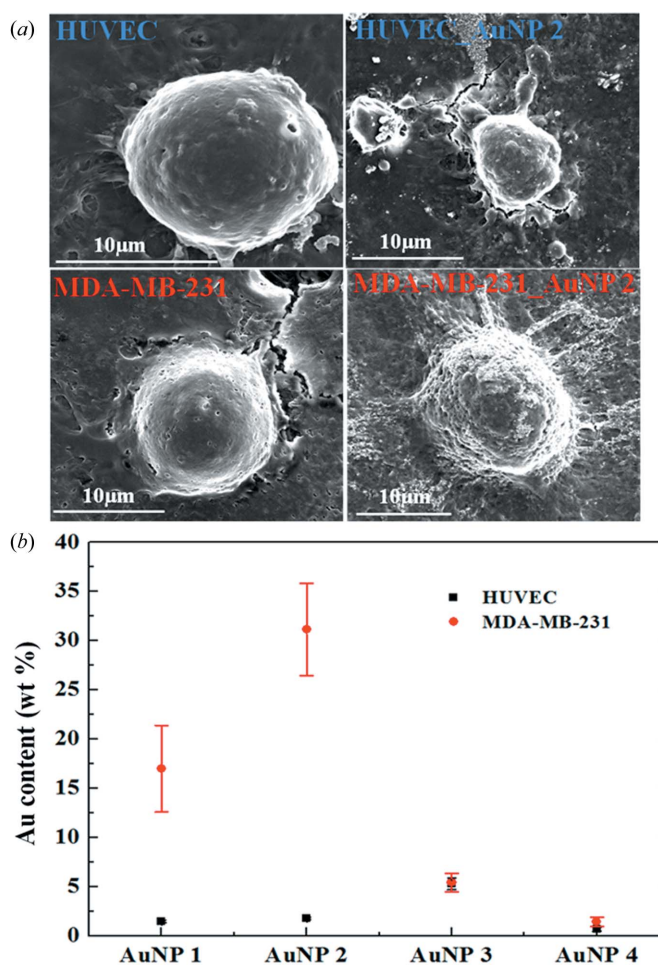 (a)
HUVEC
HUVEC_AuNP 2
10μm
10μm
MDA-MB-231
MDA-MB-231_AuNP 2
10μm
10μm
(b)
40
35
30
25
20
15
10
5
0
Au content (wt %)
HUVEC
MDA-MB-231
AuNP 1
AuNP 2
AuNP 3
AuNP 4